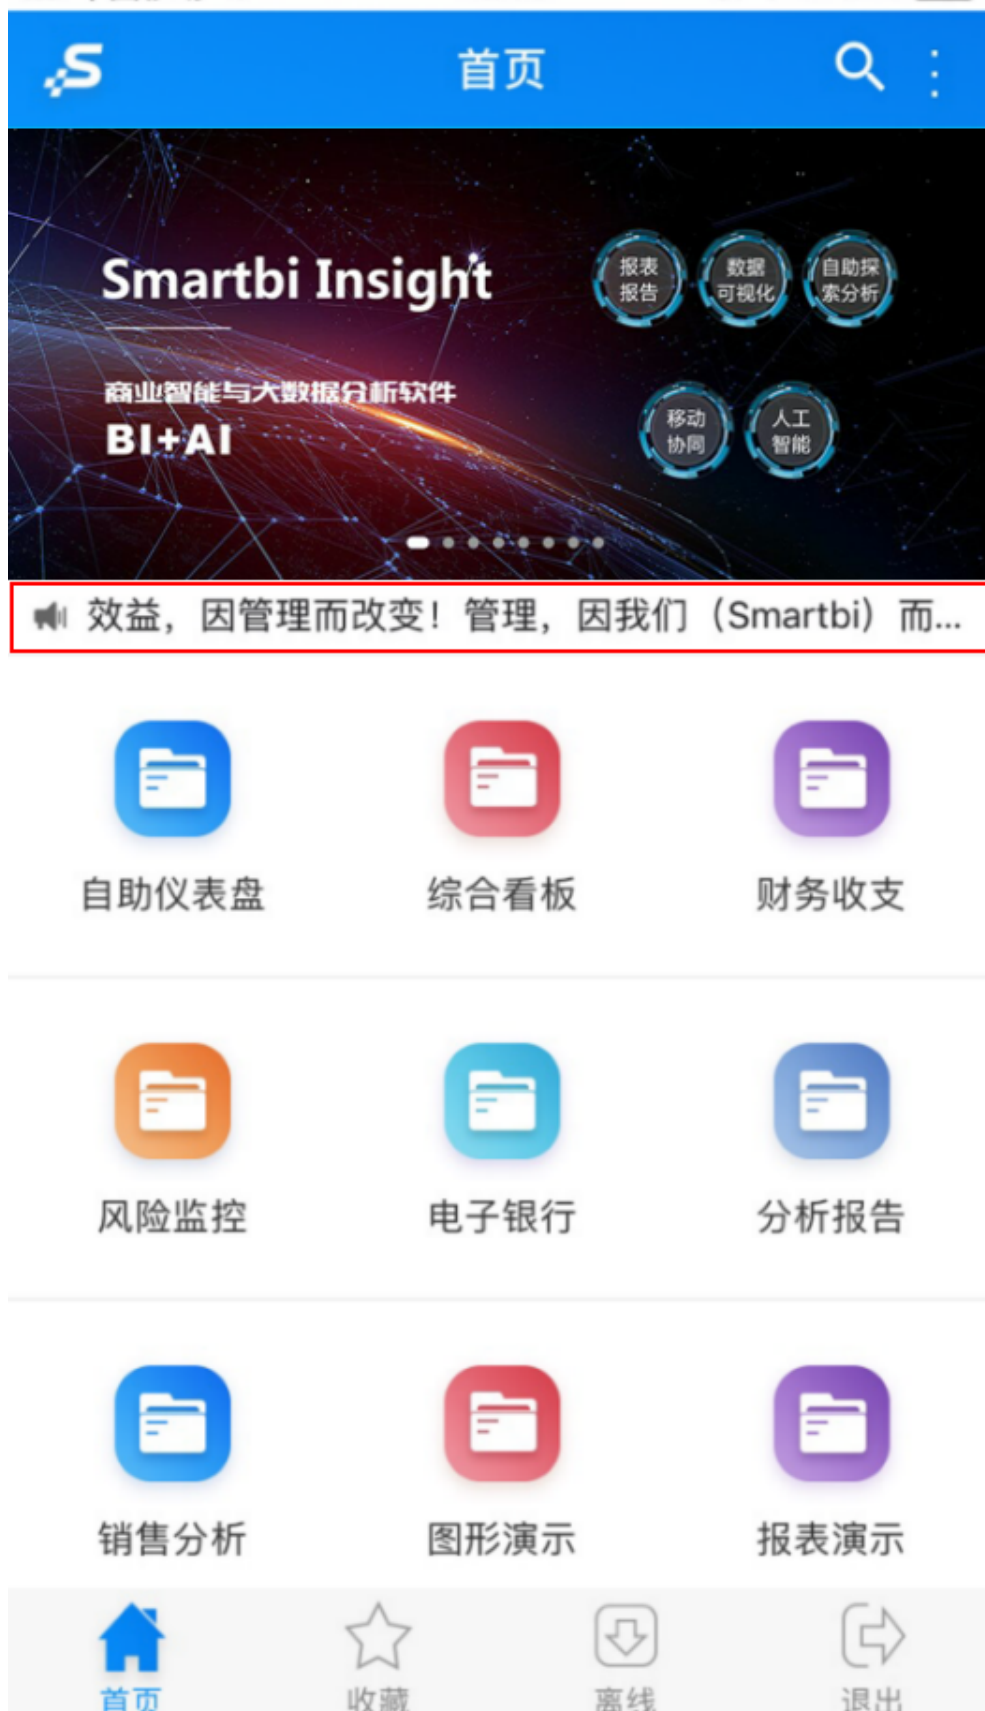 首页
Smartbi Insight
报表
报告
数据
可视化
自助探
索分析
商业智能与大数据分析软件
BI+AI
移动
协同
人工
智能
效益，因管理而改变！管理，因我们（Smartbi）而...
自助仪表盘 综合看板 财务收支
风险监控 电子银行 分析报告
销售分析 图形演示 报表演示
首页 收藏 离线 退出